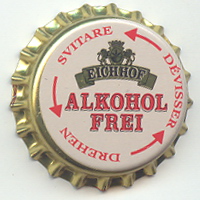 SVITARE
DÉVISSER
DREHEN
EICHHOF
ALKOHOL
FREI